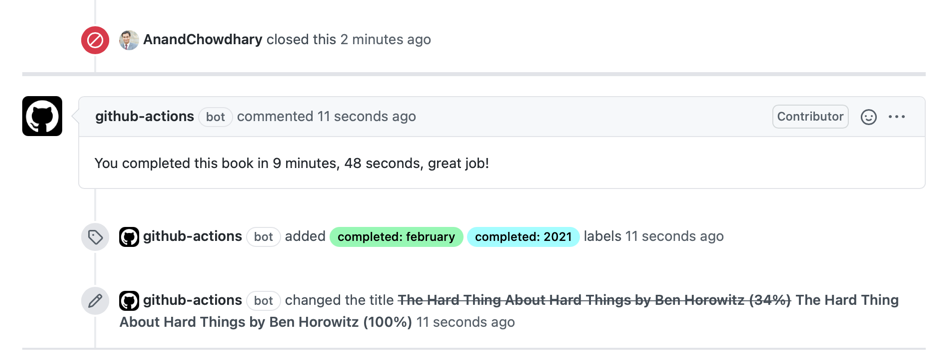 AnandChowdhary closed this 2 minutes ago
github-actions bot commented 11 seconds ago Contributor
You completed this book in 9 minutes, 48 seconds, great job!
github-actions bot added completed: february completed: 2021 labels 11 seconds ago
github-actions bot changed the title The Hard Thing About Hard Things by Ben Horowitz (34%) The Hard Thing
About Hard Things by Ben Horowitz (100%) 11 seconds ago